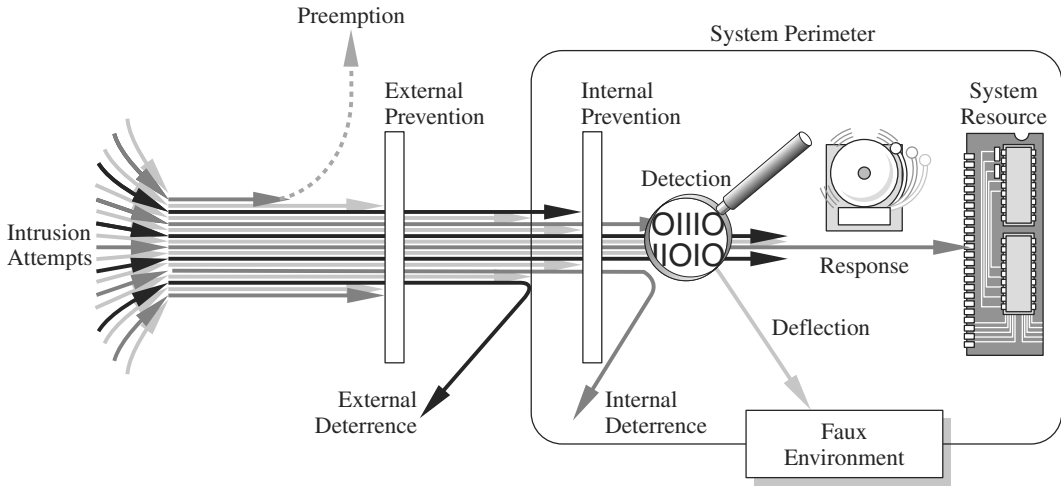 Preemption
System Perimeter
External
Prevention
Internal
Prevention
System
Resource
Detection
OIIIIO
IIOIO
Intrusion
Attempts
Response
Deflection
External
Deterrence
Internal
Deterrence
Faux
Environment